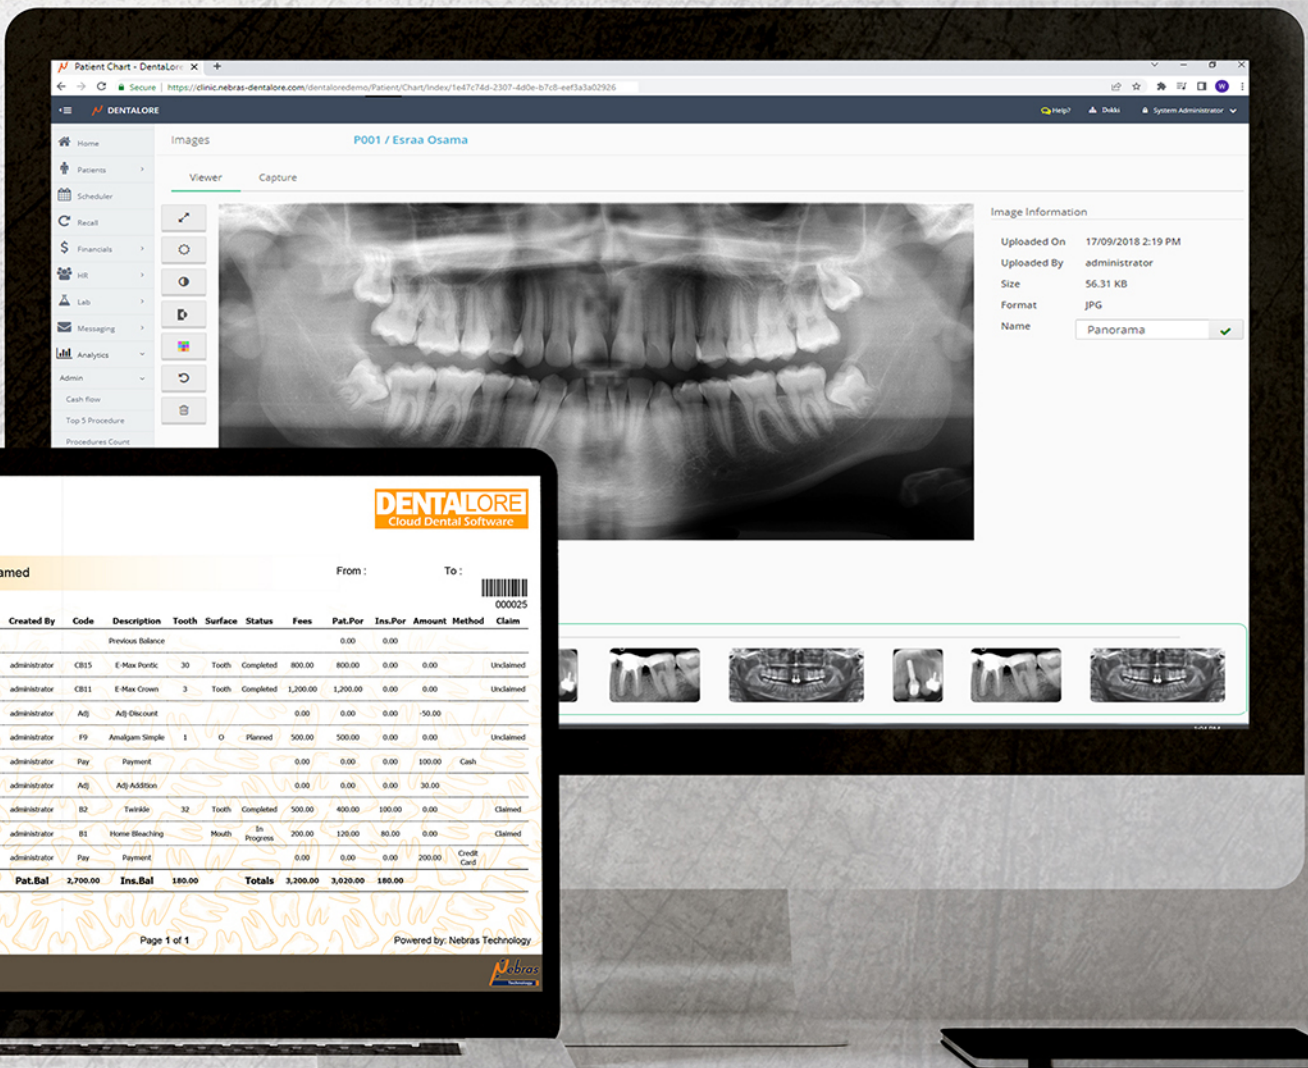 Patient Chart - DentaLore
Secure | https://clinic.nebras-dentalore.com/dentaloredemo/Patient/Chart/Index/1e47c74d-2307-4d0e-b7c8-eef3a3a02926
W
DENTALORE
Help? Dokki System Administrator
Home
Patients
Scheduler
Recall
Financials
HR
Lab
Messaging
Analytics
Admin
Cash flow
Top 5 Procedure
Procedures Count
Images P001 / Esraa Osama
Viewer Capture
Image Information
Uploaded On 17/09/2018 2:19 PM
Uploaded By administrator
Size 56.31 KB
Format JPG
Name Panorama
DENTALORE
Cloud Dental Software
amed From : To :
000025
Created By Code Description Tooth Surface Status Fees Pat.Por Ins.Por Amount Method Claim
Previous Balance 0.00 0.00
administrator CB15 E-Max Pontic 30 Tooth Completed 800.00 800.00 0.00 0.00 Unclaimed
administrator CB11 E-Max Crown 3 Tooth Completed 1,200.00 1,200.00 0.00 0.00 Unclaimed
administrator Adj Adj-Discount 0.00 0.00 0.00 -50.00
administrator F9 Amalgam Simple 1 O Planned 500.00 500.00 0.00 0.00 Unclaimed
administrator Pay Payment 0.00 0.00 0.00 100.00 Cash
administrator Adj Adj-Addition 0.00 0.00 0.00 30.00
administrator B2 Twinkle 32 Tooth Completed 500.00 400.00 100.00 0.00 Claimed
administrator B1 Home Bleaching Mouth In Progress 200.00 120.00 80.00 0.00 Claimed
administrator Pay Payment 0.00 0.00 0.00 200.00 Credit Card
Pat.Bal 2,700.00 Ins.Bal 180.00 Totals 3,200.00 3,020.00 180.00
Page 1 of 1 Powered by: Nebras Technology
Nebras
Technology